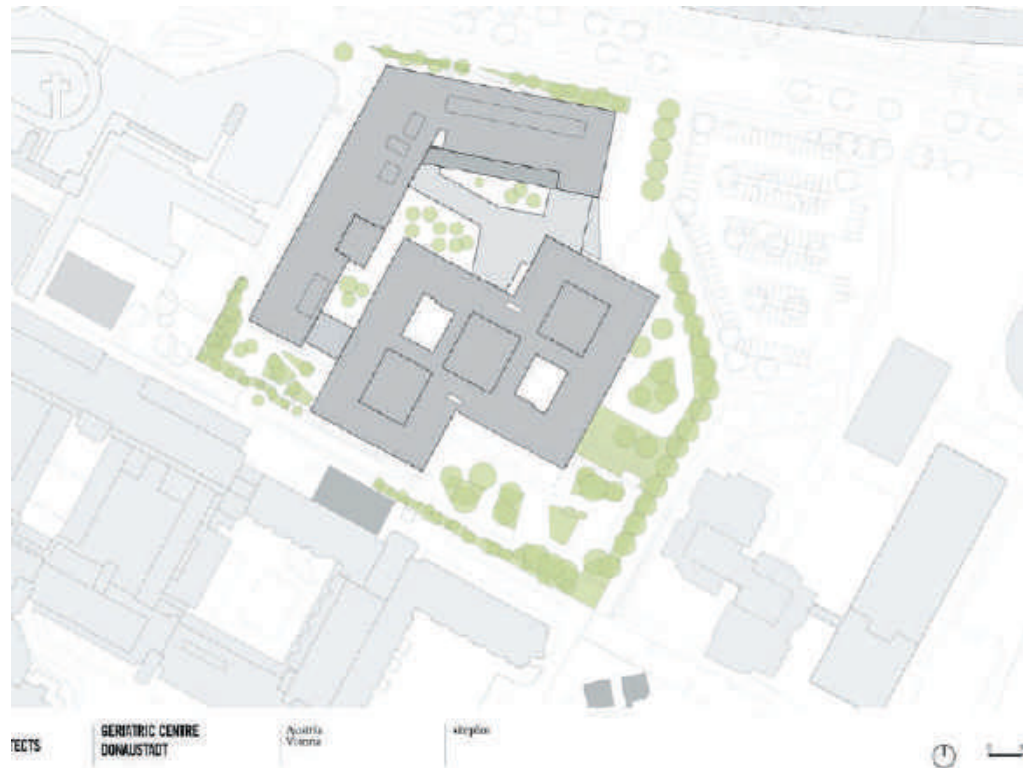 TECTS
GERIATRIC CENTRE
DONAUSTADT
Austria
Vienna
siteplan